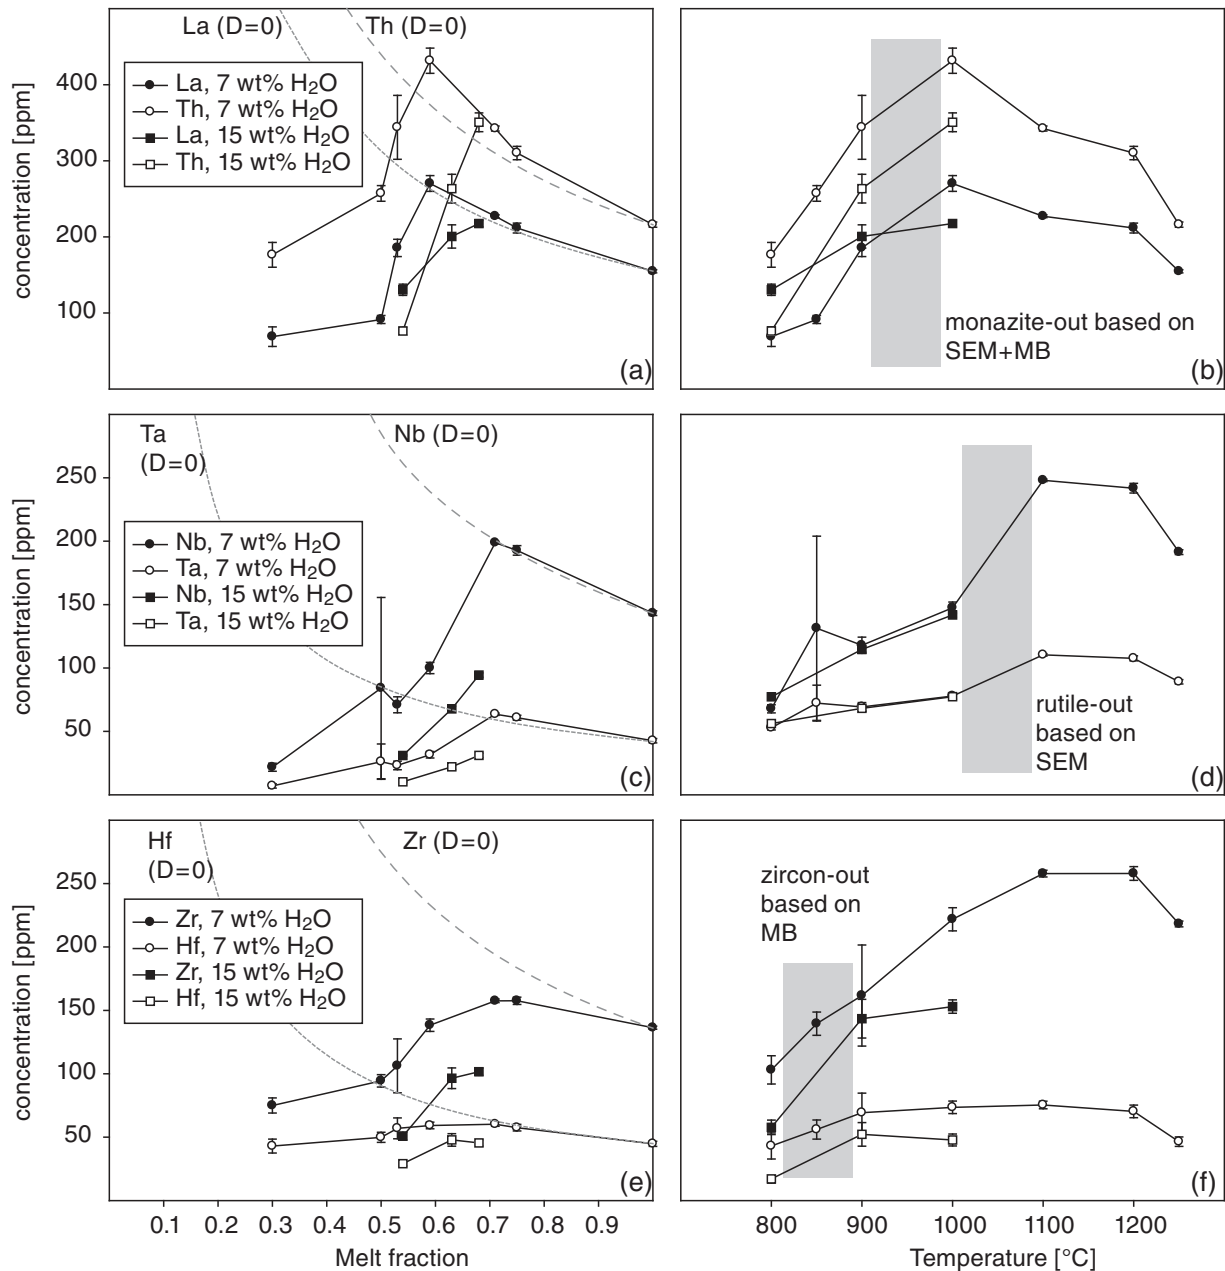 La (D=0)
Th (D=0)
La, 7 wt% H₂O
Th, 7 wt% H₂O
La, 15 wt% H₂O
Th, 15 wt% H₂O
400
300
200
100
concentration [ppm]
(a)
monazite-out based on
SEM+MB
(b)
Ta
(D=0)
Nb (D=0)
Nb, 7 wt% H₂O
Ta, 7 wt% H₂O
Nb, 15 wt% H₂O
Ta, 15 wt% H₂O
250
200
150
100
50
concentration [ppm]
(c)
rutile-out
based on
SEM
(d)
Hf
(D=0)
Zr (D=0)
Zr, 7 wt% H₂O
Hf, 7 wt% H₂O
Zr, 15 wt% H₂O
Hf, 15 wt% H₂O
250
200
150
100
50
concentration [ppm]
(e)
zircon-out
based on
MB
(f)
0.1 0.2 0.3 0.4 0.5 0.6 0.7 0.8 0.9
Melt fraction
800 900 1000 1100 1200
Temperature [°C]